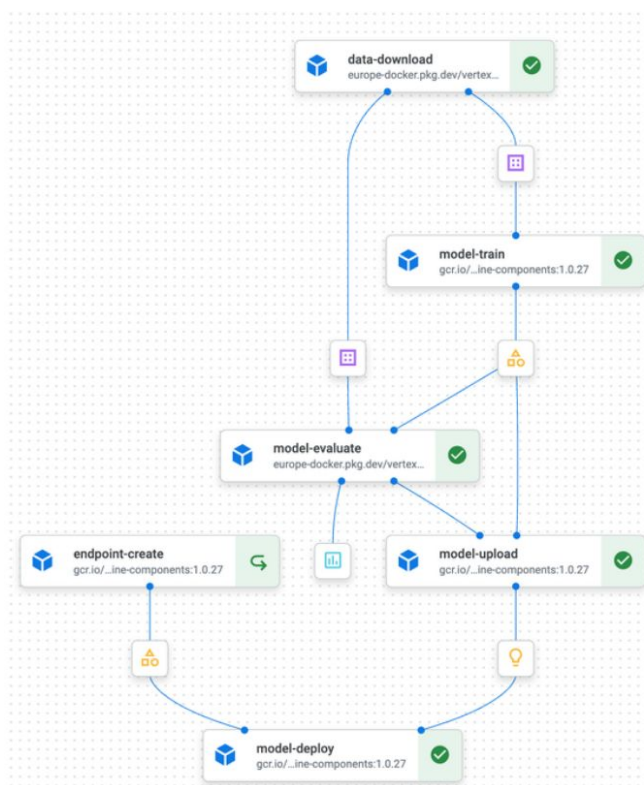 data-download
europe-docker.pkg.dev/vertex...
model-train
gcr.io/...ine-components:1.0.27
model-evaluate
europe-docker.pkg.dev/vertex...
endpoint-create
gcr.io/...ine-components:1.0.27
model-upload
gcr.io/...ine-components:1.0.27
model-deploy
gcr.io/...ine-components:1.0.27